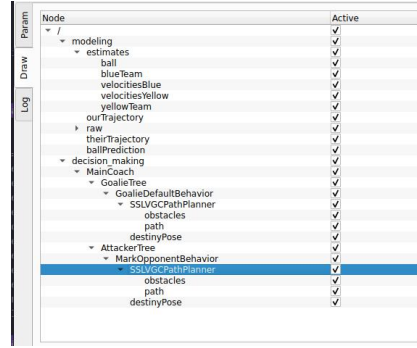 Param
Draw
Log
Node Active
/
modeling
estimates
ball
blueTeam
velocitiesBlue
velocitiesYellow
yellowTeam
ourTrajectory
raw
theirTrajectory
ballPrediction
decision_making
MainCoach
GoalieTree
GoalieDefaultBehavior
SSLVGCPathPlanner
obstacles
path
destinyPose
AttackerTree
MarkOpponentBehavior
SSLVGCPathPlanner
obstacles
path
destinyPose